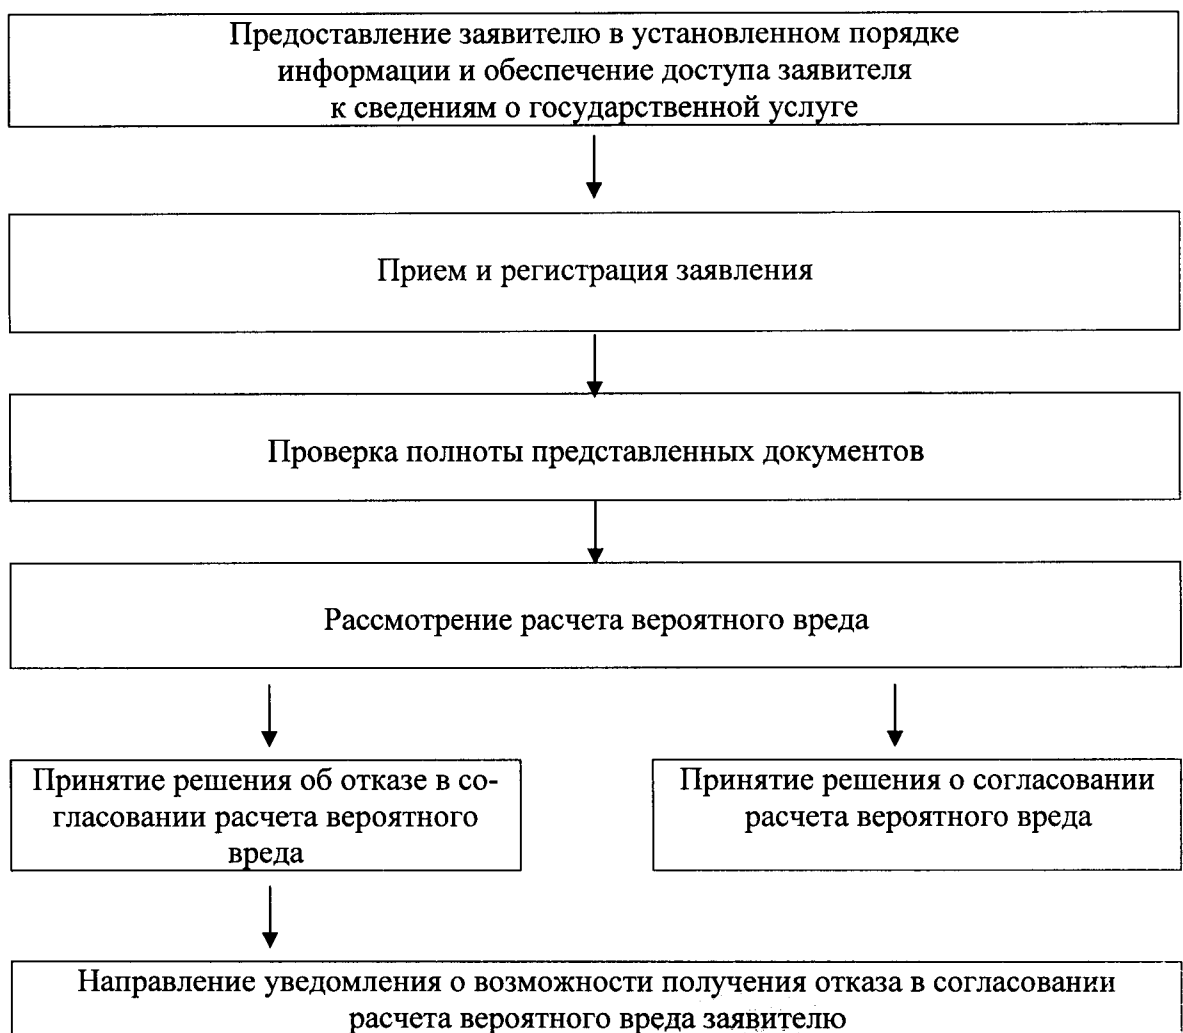 Предоставление заявителю в установленном порядке
информации и обеспечение доступа заявителя
к сведениям о государственной услуге
Прием и регистрация заявления
Проверка полноты представленных документов
Рассмотрение расчета вероятного вреда
Принятие решения об отказе в со-
гласовании расчета вероятного
вреда
Принятие решения о согласовании
расчета вероятного вреда
Направление уведомления о возможности получения отказа в согласовании
расчета вероятного вреда заявителю